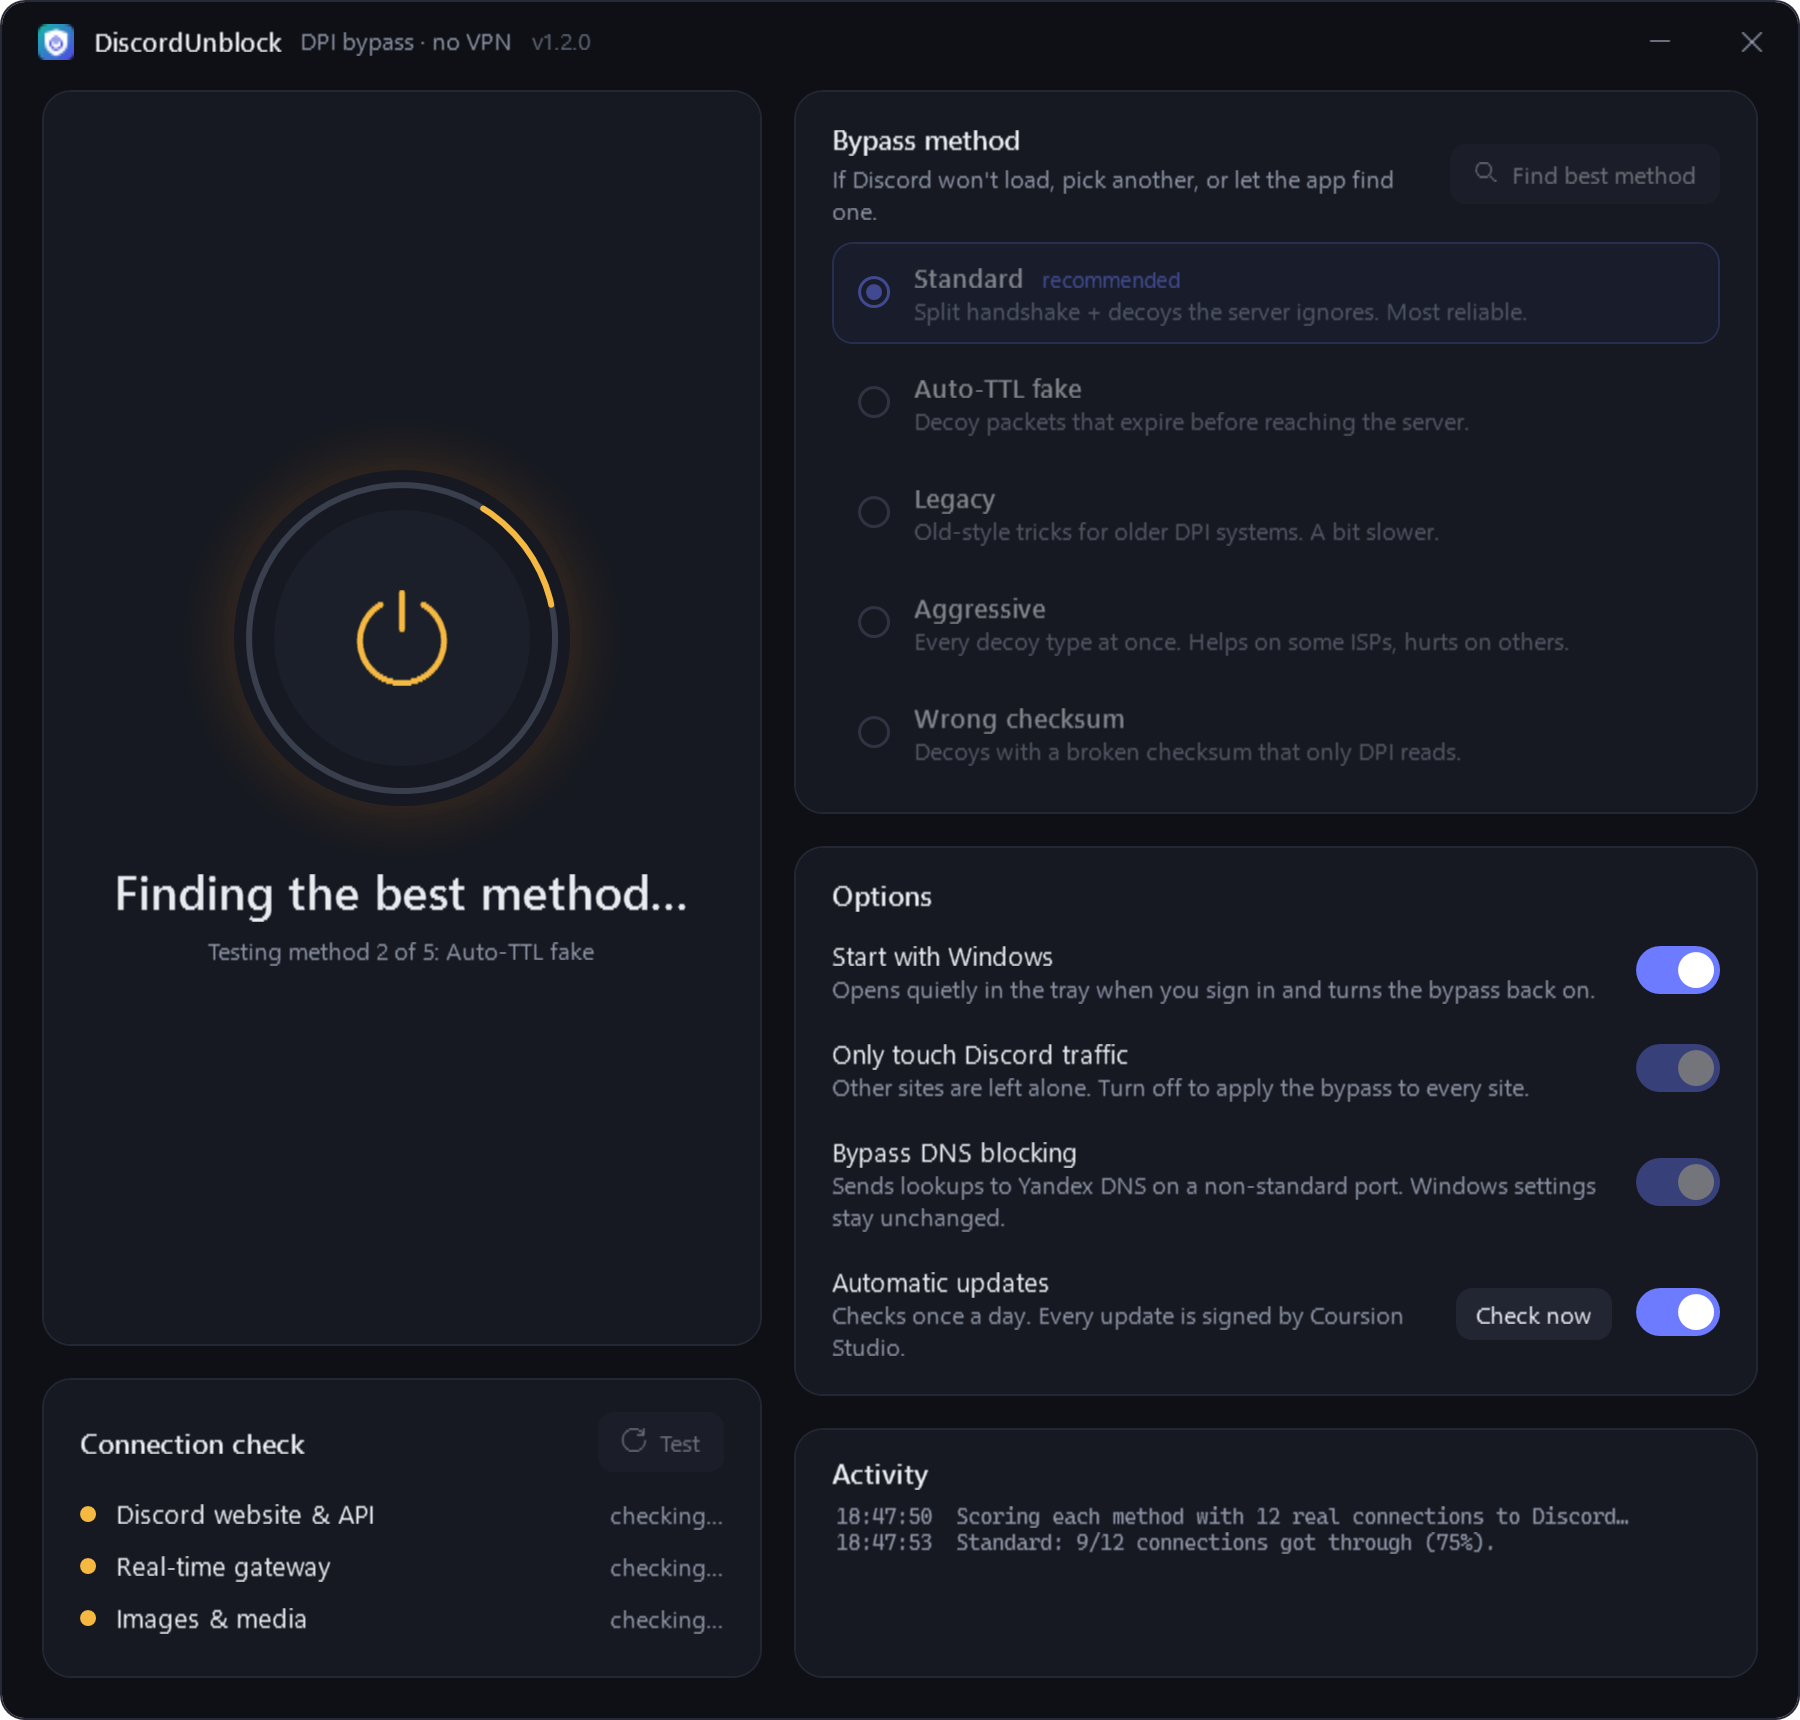 DiscordUnblock DPI bypass · no VPN v1.2.0
Finding the best method...
Testing method 2 of 5: Auto-TTL fake
Connection check
Test
Discord website & API checking...
Real-time gateway checking...
Images & media checking...
Bypass method
If Discord won't load, pick another, or let the app find
one.
Find best method
Standard recommended
Split handshake + decoys the server ignores. Most reliable.
Auto-TTL fake
Decoy packets that expire before reaching the server.
Legacy
Old-style tricks for older DPI systems. A bit slower.
Aggressive
Every decoy type at once. Helps on some ISPs, hurts on others.
Wrong checksum
Decoys with a broken checksum that only DPI reads.
Options
Start with Windows
Opens quietly in the tray when you sign in and turns the bypass back on.
Only touch Discord traffic
Other sites are left alone. Turn off to apply the bypass to every site.
Bypass DNS blocking
Sends lookups to Yandex DNS on a non-standard port. Windows settings
stay unchanged.
Automatic updates
Checks once a day. Every update is signed by Coursion
Studio.
Check now
Activity
18:47:50 Scoring each method with 12 real connections to Discord…
18:47:53 Standard: 9/12 connections got through (75%).